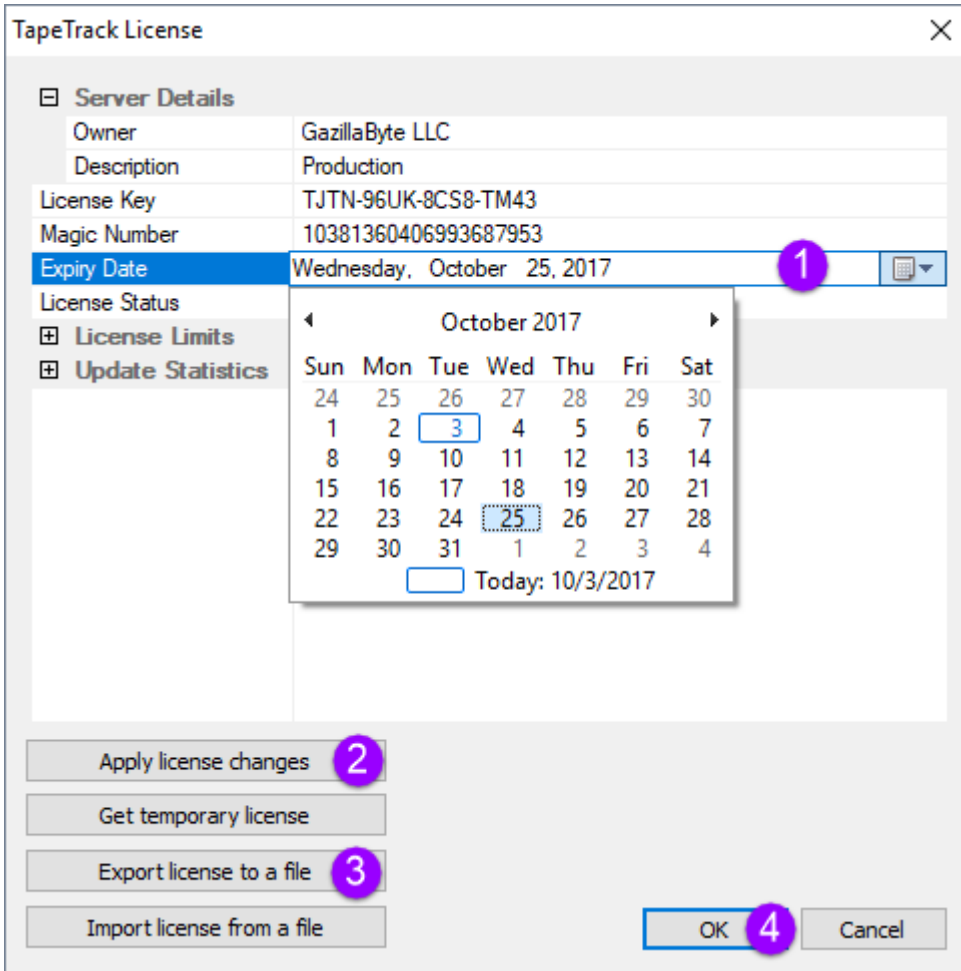 TapeTrack License
Server Details
Owner GazillaByte LLC
Description Production
License Key TJTN-96UK-8CS8-TM43
Magic Number 10381360406993687953
Expiry Date Wednesday, October 25, 2017 1
License Status
October 2017
License Limits
Update Statistics
Sun Mon Tue Wed Thu Fri Sat
24 25 26 27 28 29 30
1 2 3 4 5 6 7
8 9 10 11 12 13 14
15 16 17 18 19 20 21
22 23 24 25 26 27 28
29 30 31 1 2 3 4
Today: 10/3/2017
Apply license changes 2
Get temporary license
Export license to a file 3
Import license from a file
OK 4 Cancel